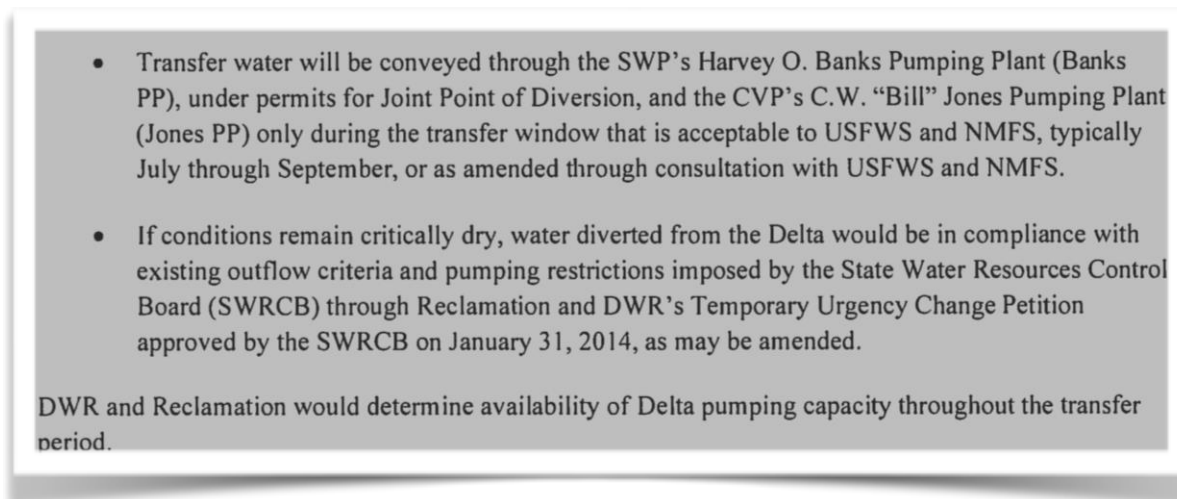 • Transfer water will be conveyed through the SWP's Harvey O. Banks Pumping Plant (Banks
PP), under permits for Joint Point of Diversion, and the CVP's C.W. “Bill” Jones Pumping Plant
(Jones PP) only during the transfer window that is acceptable to USFWS and NMFS, typically
July through September, or as amended through consultation with USFWS and NMFS.
• If conditions remain critically dry, water diverted from the Delta would be in compliance with
existing outflow criteria and pumping restrictions imposed by the State Water Resources Control
Board (SWRCB) through Reclamation and DWR's Temporary Urgency Change Petition
approved by the SWRCB on January 31, 2014, as may be amended.
DWR and Reclamation would determine availability of Delta pumping capacity throughout the transfer
period.